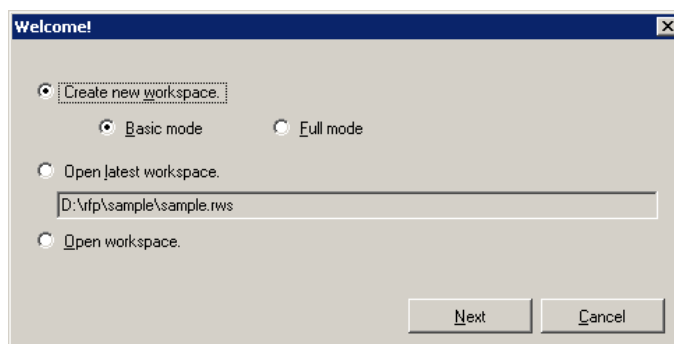 Welcome!
Create new workspace.
Basic mode Full mode
Open latest workspace.
D:\rfp\sample\sample.rws
Open workspace.
Next Cancel